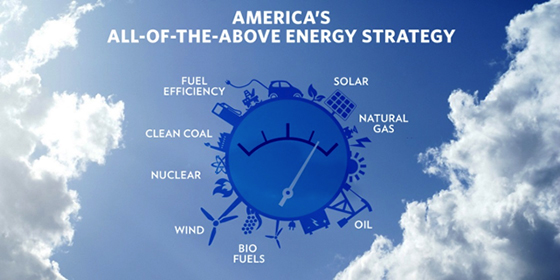 AMERICA'S
ALL-OF-THE-ABOVE ENERGY STRATEGY
FUEL
EFFICIENCY
SOLAR
NATURAL
GAS
CLEAN COAL
NUCLEAR
WIND
BIO
FUELS
OIL